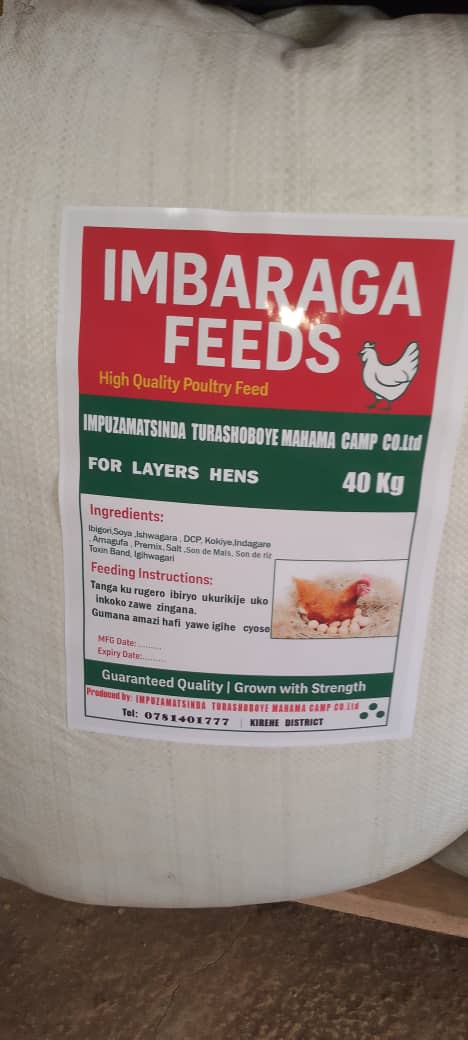 IMBARAGA
FEEDS
High Quality Poultry Feed
IMPUZAMATSINDA TURASHOBOYE MAHAMA CAMP CO.Ltd
FOR LAYERS HENS
40 Kg
Ingredients:
Ibigori,Soya ,Ishwagara , DCP, Kokiye,Indagare
, Amagufa , Premix, Salt ,Son de Mais, Son de riz
Toxin Band, Igihwagari
Feeding Instructions:
Tanga ku rugero ibiryo ukurikije uko
inkoko zawe zingana.
Gumana amazi hafi yawe igihe cyose
MFG Date:.........
Expiry Date:.........
Guaranteed Quality | Grown with Strength
Produced by: IMPUZAMATSINDA TURASHOBOYE MAHAMA CAMP CO.Ltd
Tel: 0781401777 | KIREHE DISTRICT